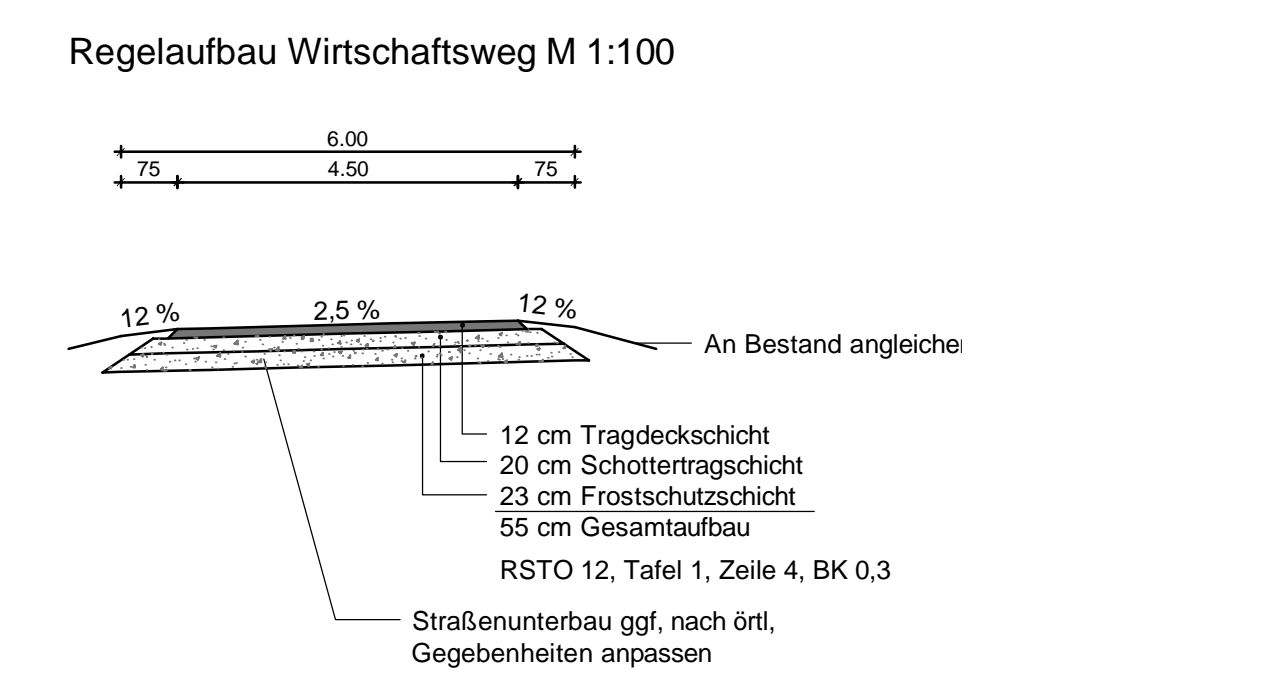 Regelaufbau Wirtschaftsweg M 1:100
6.00
75 4.50 75
12 % 2,5 % 12 %
An Bestand angleichen
12 cm Tragdeckschicht
20 cm Schottertragschicht
23 cm Frostschutzschicht
55 cm Gesamtaufbau
RSTO 12, Tafel 1, Zeile 4, BK 0,3
Straßenunterbau ggf, nach örtl,
Gegebenheiten anpassen